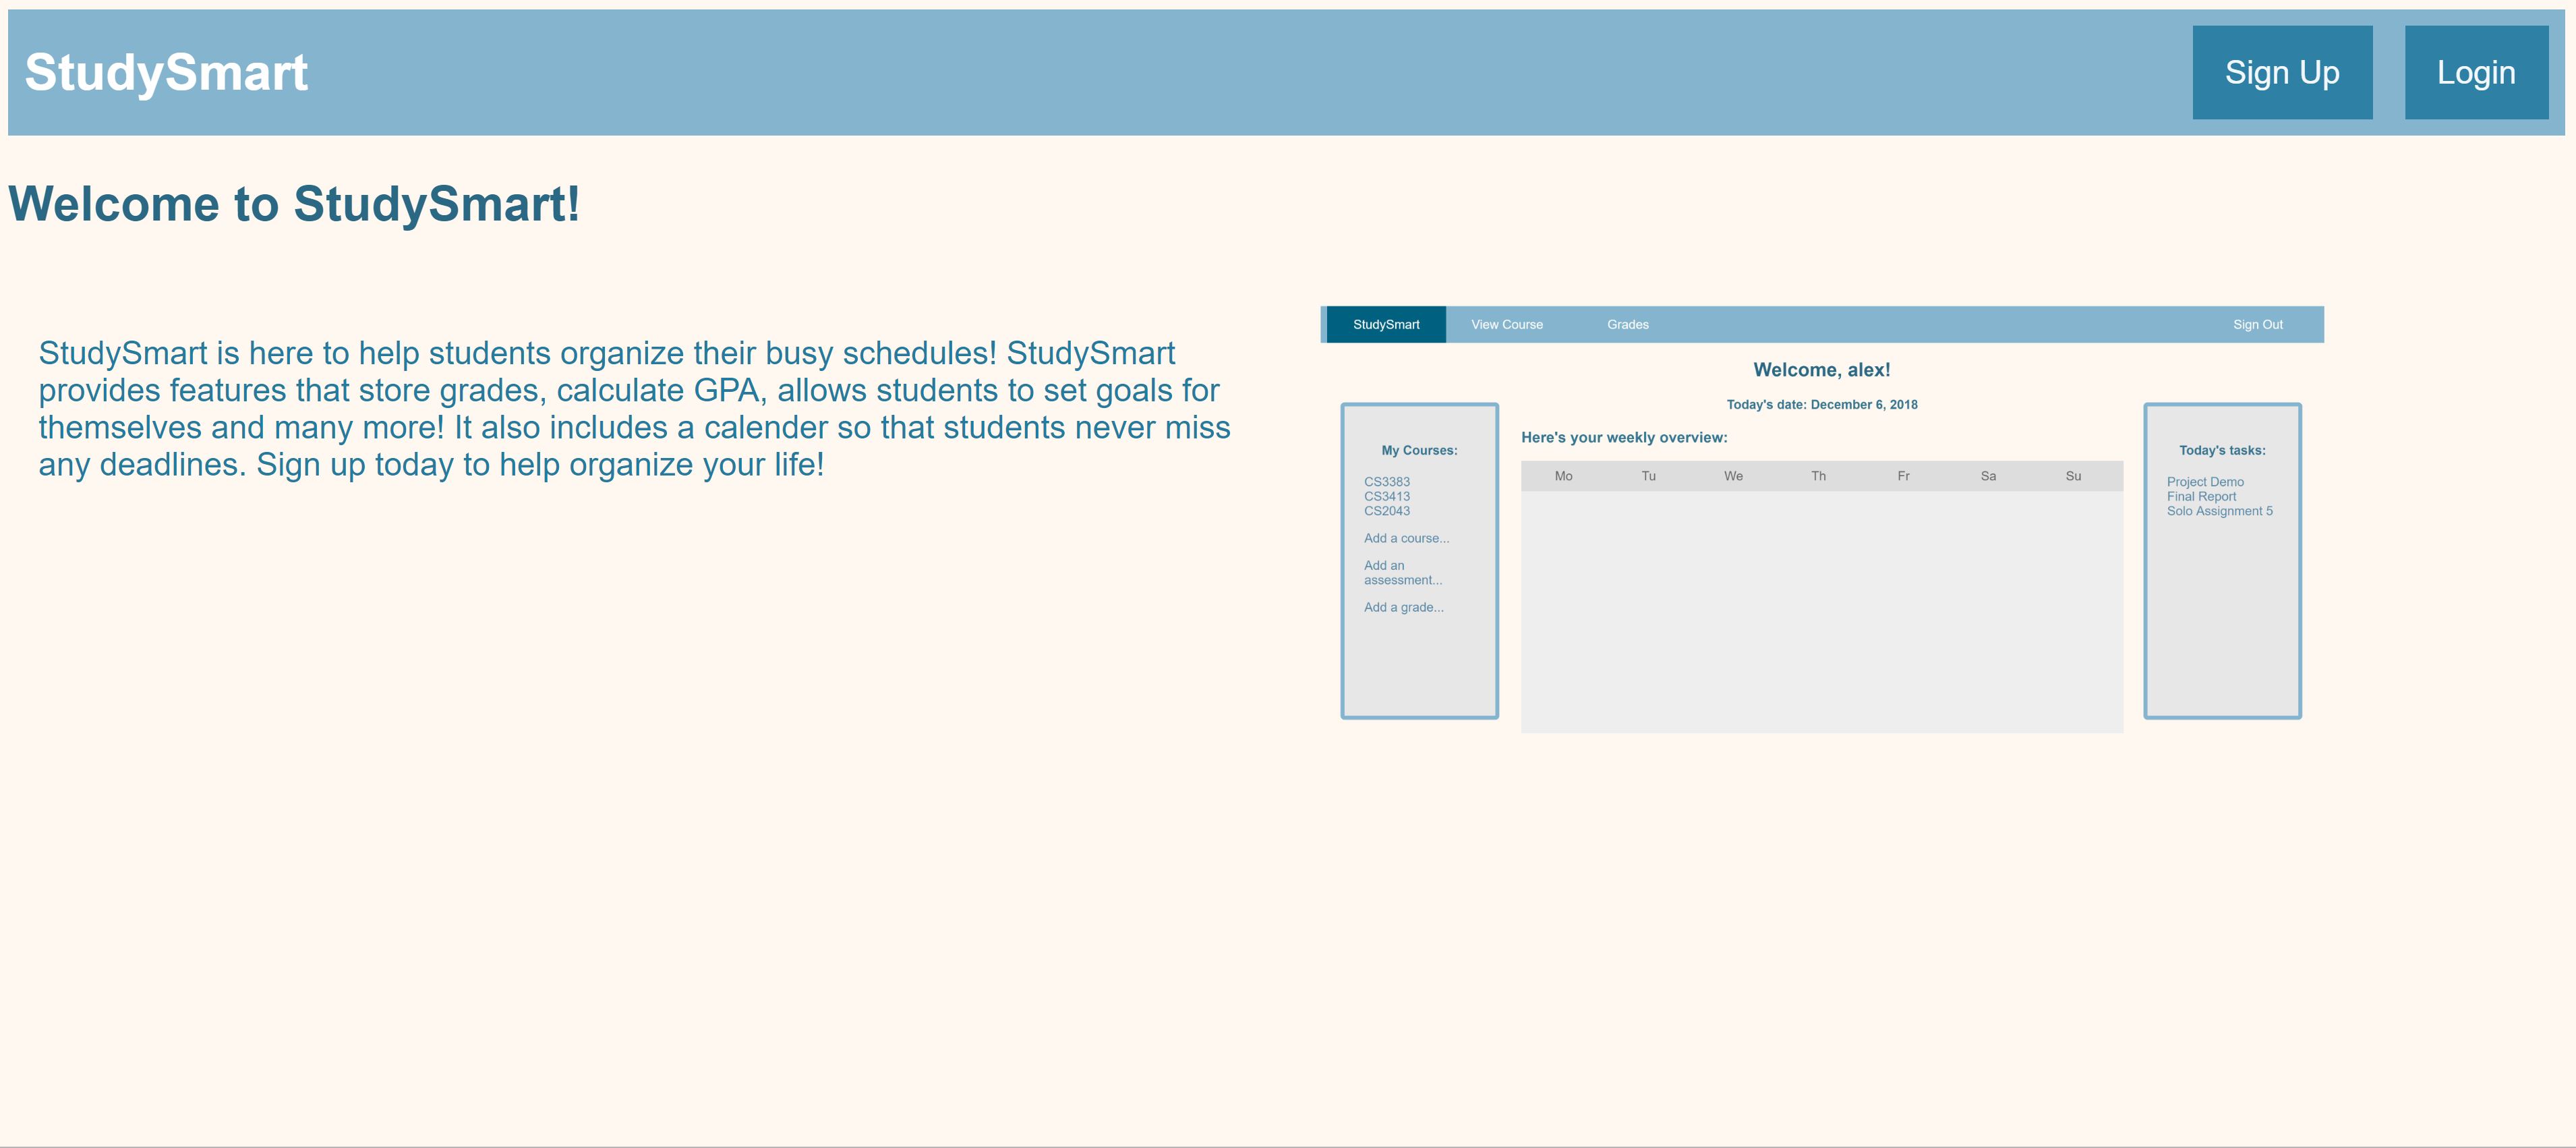 StudySmart
Sign Up
Login
Welcome to StudySmart!
StudySmart is here to help students organize their busy schedules! StudySmart
provides features that store grades, calculate GPA, allows students to set goals for
themselves and many more! It also includes a calender so that students never miss
any deadlines. Sign up today to help organize your life!
StudySmart
View Course
Grades
Sign Out
Welcome, alex!
Today's date: December 6, 2018
My Courses:
CS3383
CS3413
CS2043
Add a course...
Add an
assessment...
Add a grade...
Here's your weekly overview:
Mo Tu We Th Fr Sa Su
Today's tasks:
Project Demo
Final Report
Solo Assignment 5